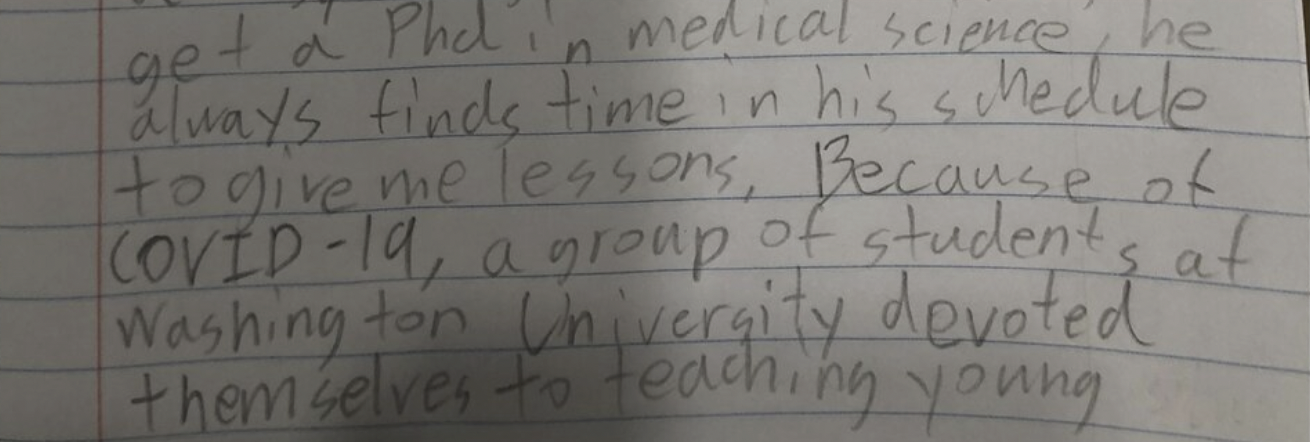 get a Phd in medical science, he
always finds time in his schedule
to give me lessons. Because of
COVID-19, a group of students at
Washington University devoted
themselves to teaching young